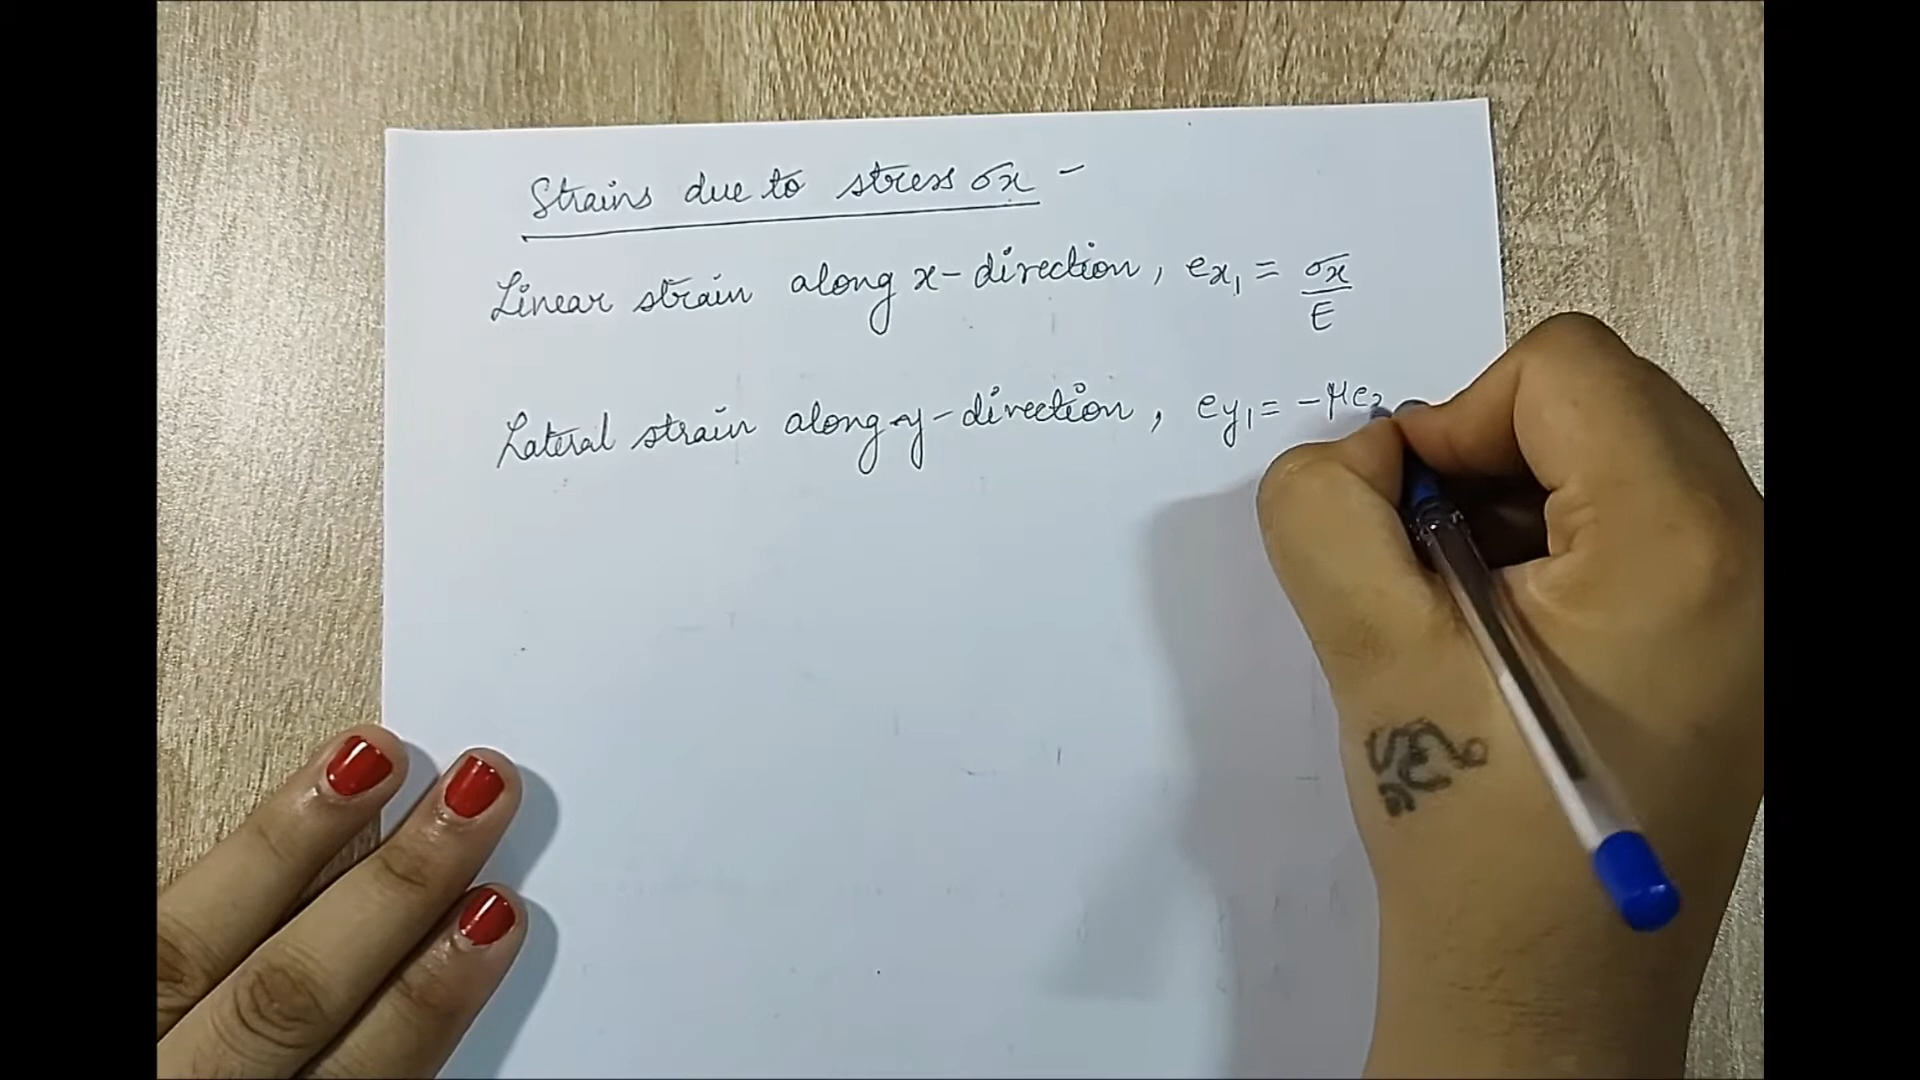 Strains due to stress σx -
Linear strain along x-direction, ex₁ = σx/E
Lateral strain along y-direction, ey₁ = -μe